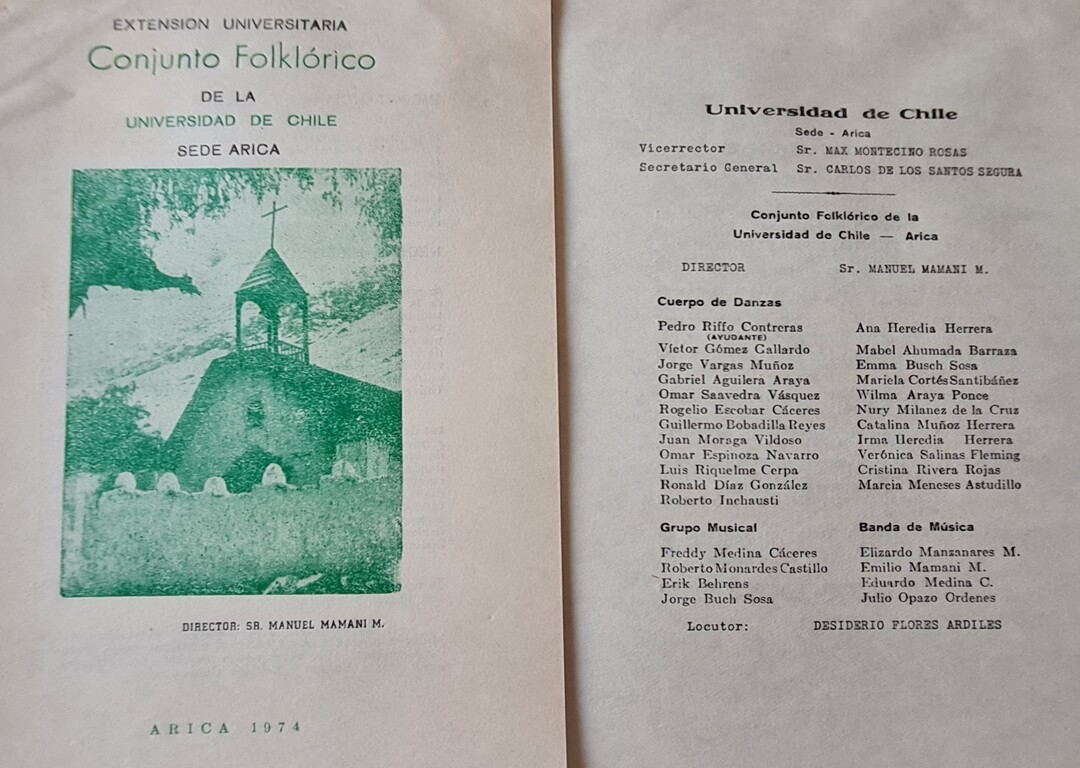 EXTENSION UNIVERSITARIA
Conjunto Folklórico
DE LA
UNIVERSIDAD DE CHILE
SEDE ARICA
DIRECTOR: SR. MANUEL MAMANI M.
ARICA 1974
Universidad de Chile
Sede - Arica
Vicerrector Sr. MAX MONTECINO ROSAS
Secretario General Sr. CARLOS DE LOS SANTOS SEGURA
Conjunto Folklórico de la
Universidad de Chile — Arica
DIRECTOR Sr. MANUEL MAMANI M.
Cuerpo de Danzas
Pedro Riffo Contreras Ana Heredia Herrera
(AYUDANTE)
Víctor Gómez Gallardo Mabel Ahumada Barraza
Jorge Vargas Muñoz Emma Busch Sosa
Gabriel Aguilera Araya Mariela Cortés Santibáñez
Omar Saavedra Vásquez Wilma Araya Ponce
Rogelio Escobar Cáceres Nury Milanez de la Cruz
Guillermo Bobadilla Reyes Catalina Muñoz Herrera
Juan Moraga Vildoso Irma Heredia Herrera
Omar Espinoza Navarro Verónica Salinas Fleming
Luis Riquelme Cerpa Cristina Rivera Rojas
Ronald Díaz González Marcia Meneses Astudillo
Roberto Inchausti
Grupo Musical Banda de Música
Freddy Medina Cáceres Elizardo Manzanares M.
Roberto Monardes Castillo Emilio Mamani M.
Erik Behrens Eduardo Medina C.
Jorge Buch Sosa Julio Opazo Ordenes
Locutor: DESIDERIO FLORES ARDILES